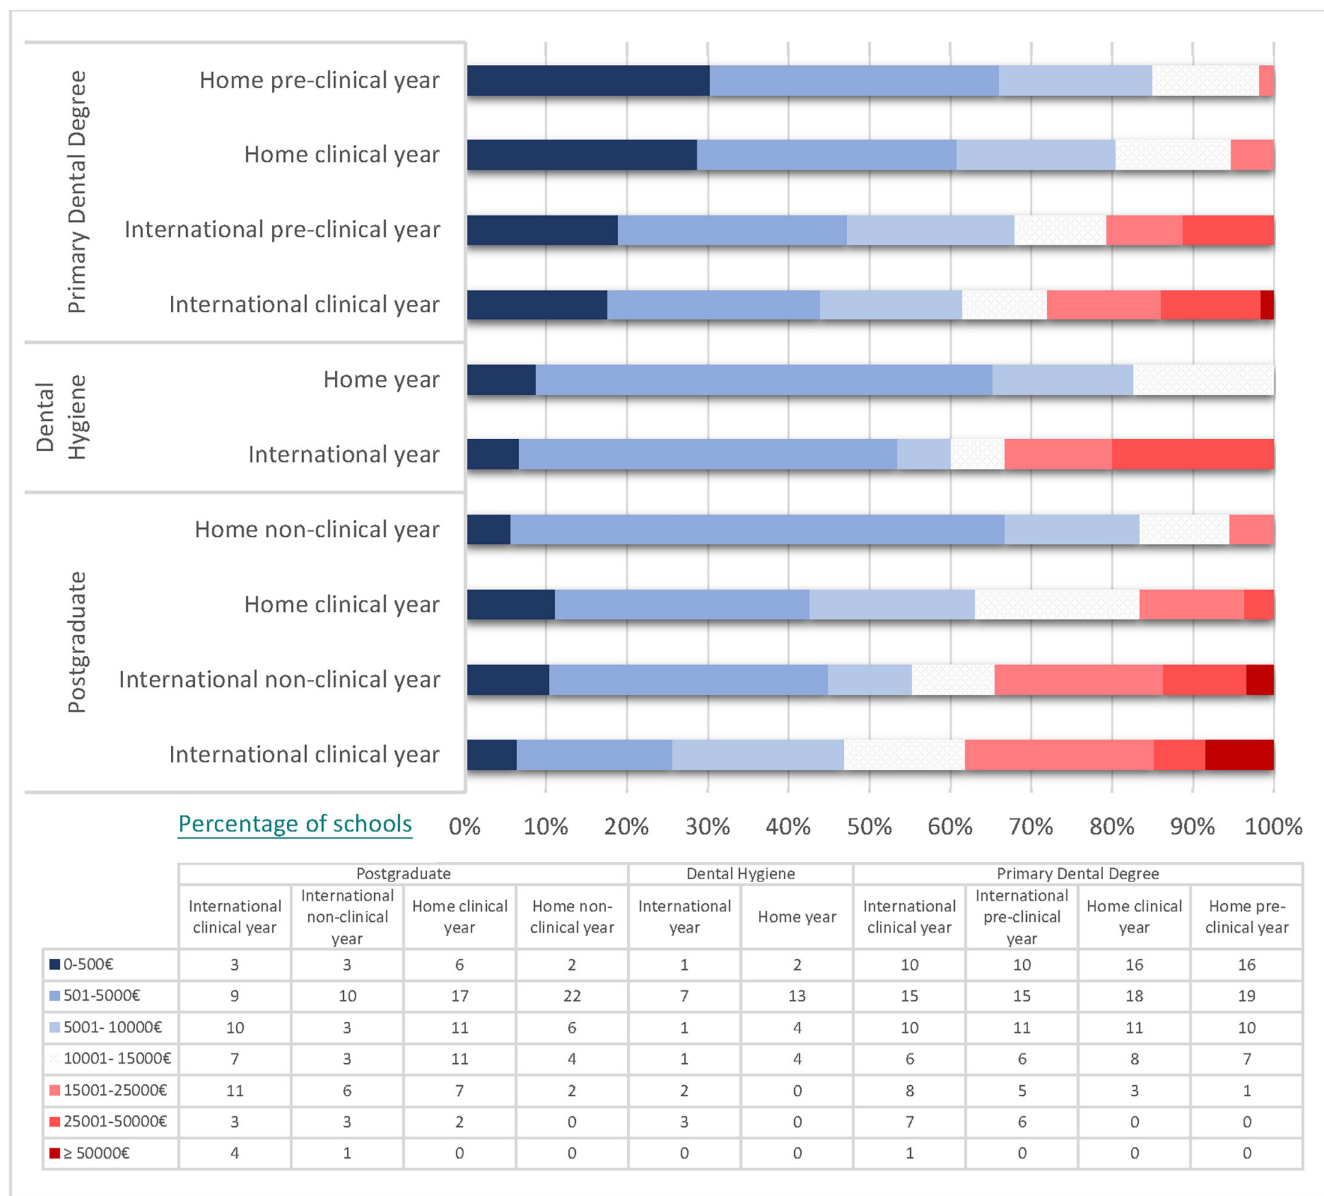 Primary Dental Degree
Home pre-clinical year
Home clinical year
International pre-clinical year
International clinical year
Dental
Hygiene
Home year
International year
Postgraduate
Home non-clinical year
Home clinical year
International non-clinical year
International clinical year
Percentage of schools 0% 10% 20% 30% 40% 50% 60% 70% 80% 90% 100%
Postgraduate Dental Hygiene Primary Dental Degree
International clinical year International non-clinical year Home clinical year Home non-clinical year International year Home year International clinical year International pre-clinical year Home clinical year Home pre-clinical year
0-500€ 3 3 6 2 1 2 10 10 16 16
501-5000€ 9 10 17 22 7 13 15 15 18 19
5001- 10000€ 10 3 11 6 1 4 10 11 11 10
10001- 15000€ 7 3 11 4 1 4 6 6 8 7
15001-25000€ 11 6 7 2 2 0 8 5 3 1
25001-50000€ 3 3 2 0 3 0 7 6 0 0
≥ 50000€ 4 1 0 0 0 0 1 0 0 0